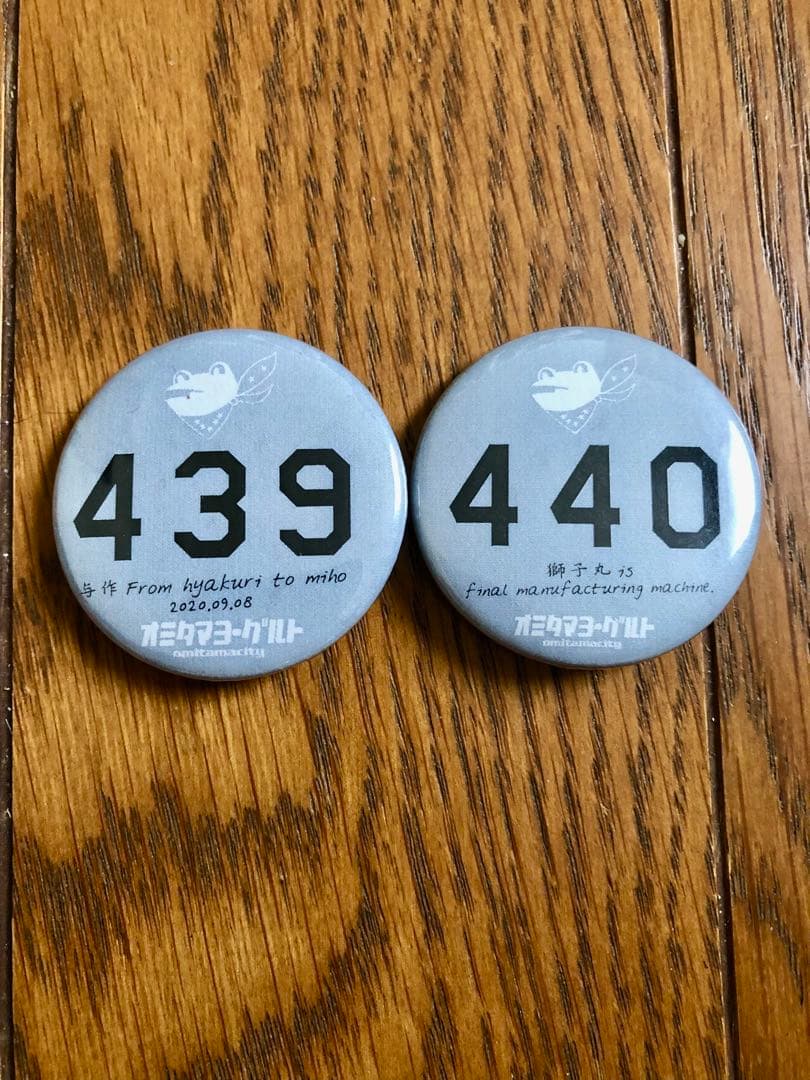 439
与作 From hyakuri to miho
2020.09.08
オミタマヨーグルト
omitamacity
440
獅子丸 is
final manufacturing machine.
オミタマヨーグルト
omitamacity